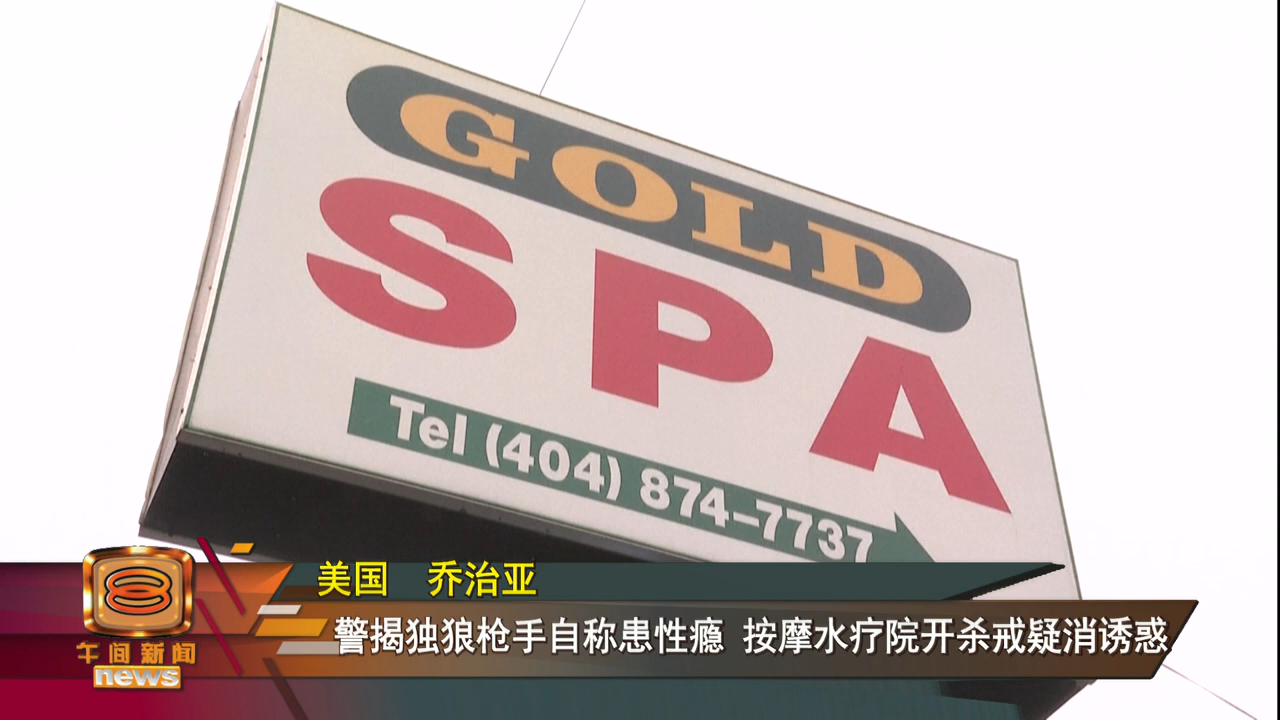 GOLD
SPA
Tel (404) 874-7737
美国 乔治亚
警揭独狼枪手自称患性瘾 按摩水疗院开杀戒疑消诱惑
午间新闻
news